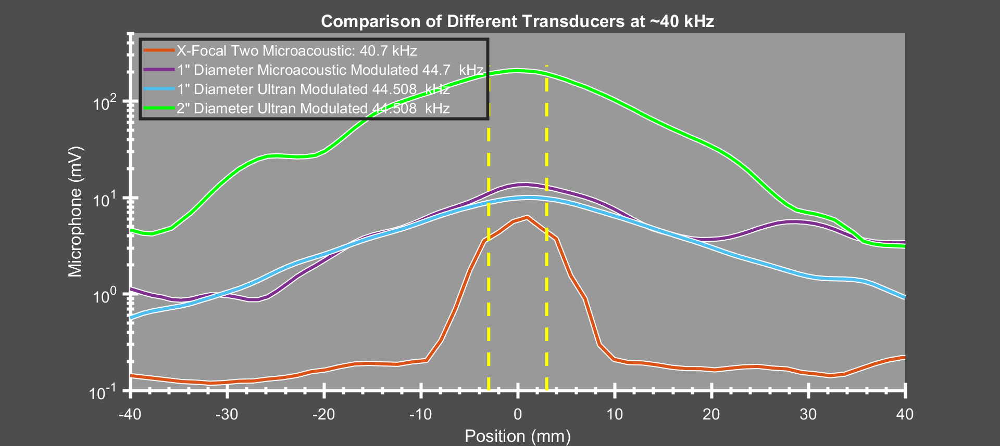 Comparison of Different Transducers at ~40 kHz
X-Focal Two Microacoustic: 40.7 kHz
1" Diameter Microacoustic Modulated 44.7  kHz
1" Diameter Ultran Modulated 44.508  kHz
2" Diameter Ultran Modulated 44.508  kHz
Microphone (mV)
10^2
10^1
10^0
10^-1
-40 -30 -20 -10 0 10 20 30 40
Position (mm)